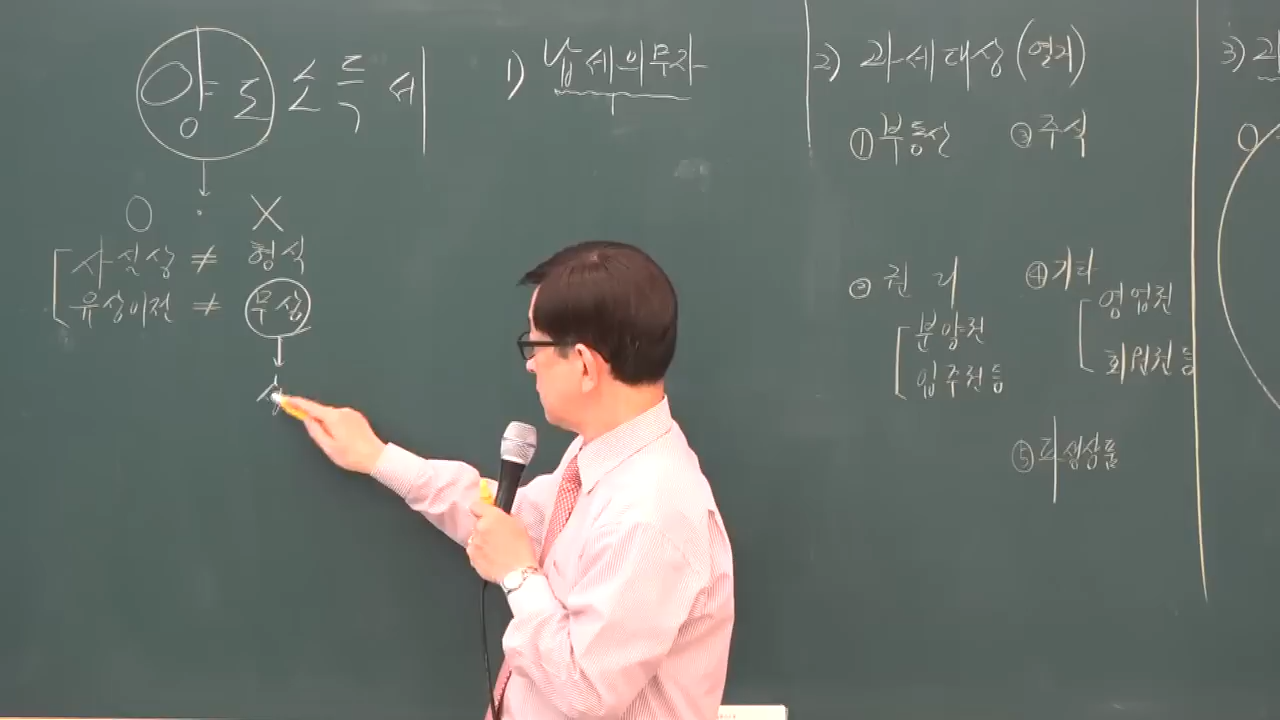 양도소득세
O · X
사실상 ≠ 형식
유상이전 ≠ 무상
↓
상
1) 납세의무자
2) 과세대상 (열거)
① 부동산 ③ 주식
② 권리
분양권
입주권 등
④ 기타
영업권
회원권 등
⑤ 파생상품
3) 과